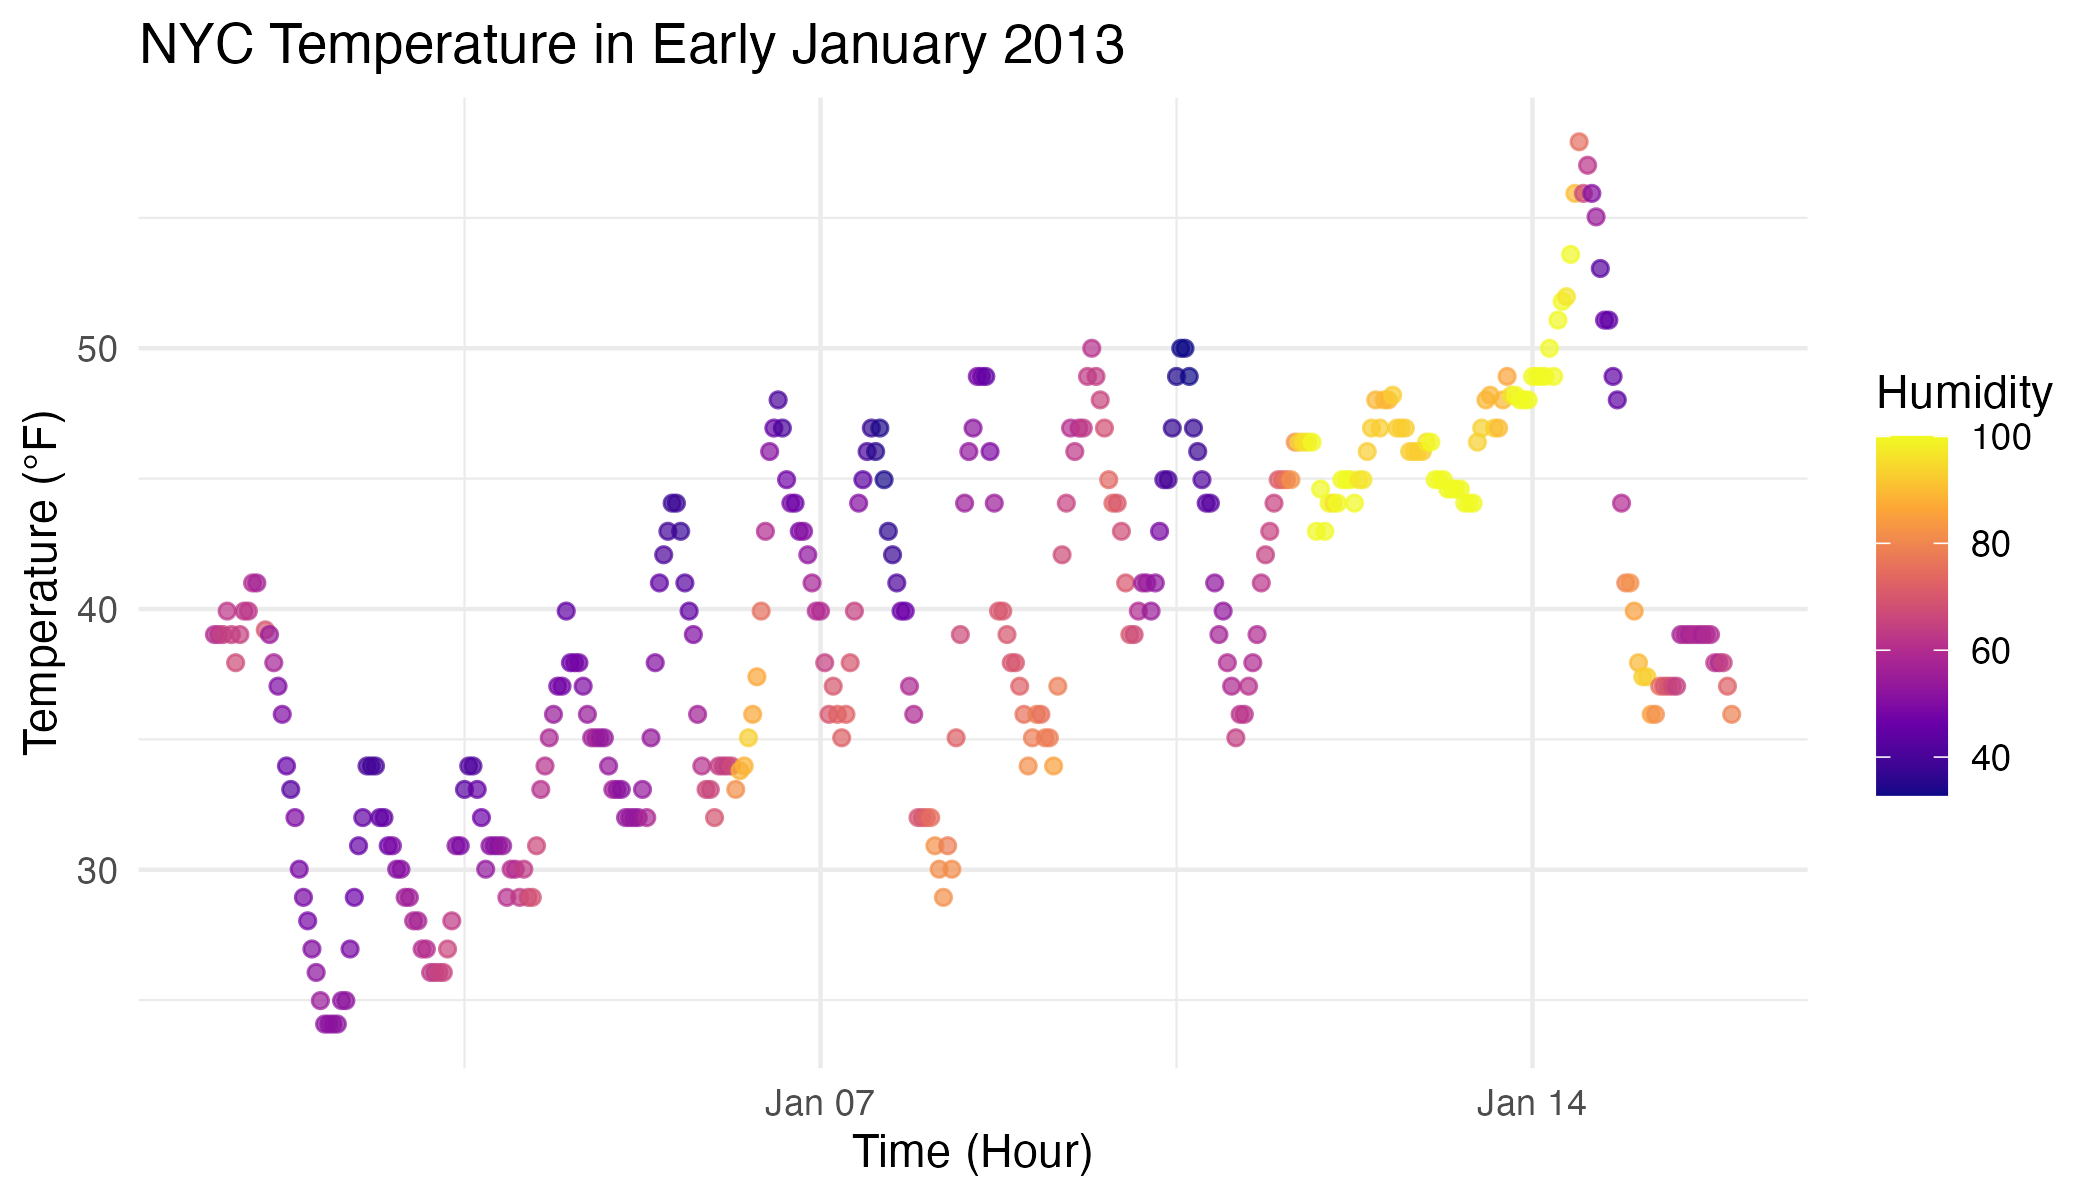 NYC Temperature in Early January 2013
Temperature (°F)
50
40
30
Jan 07
Jan 14
Time (Hour)
Humidity
100
80
60
40